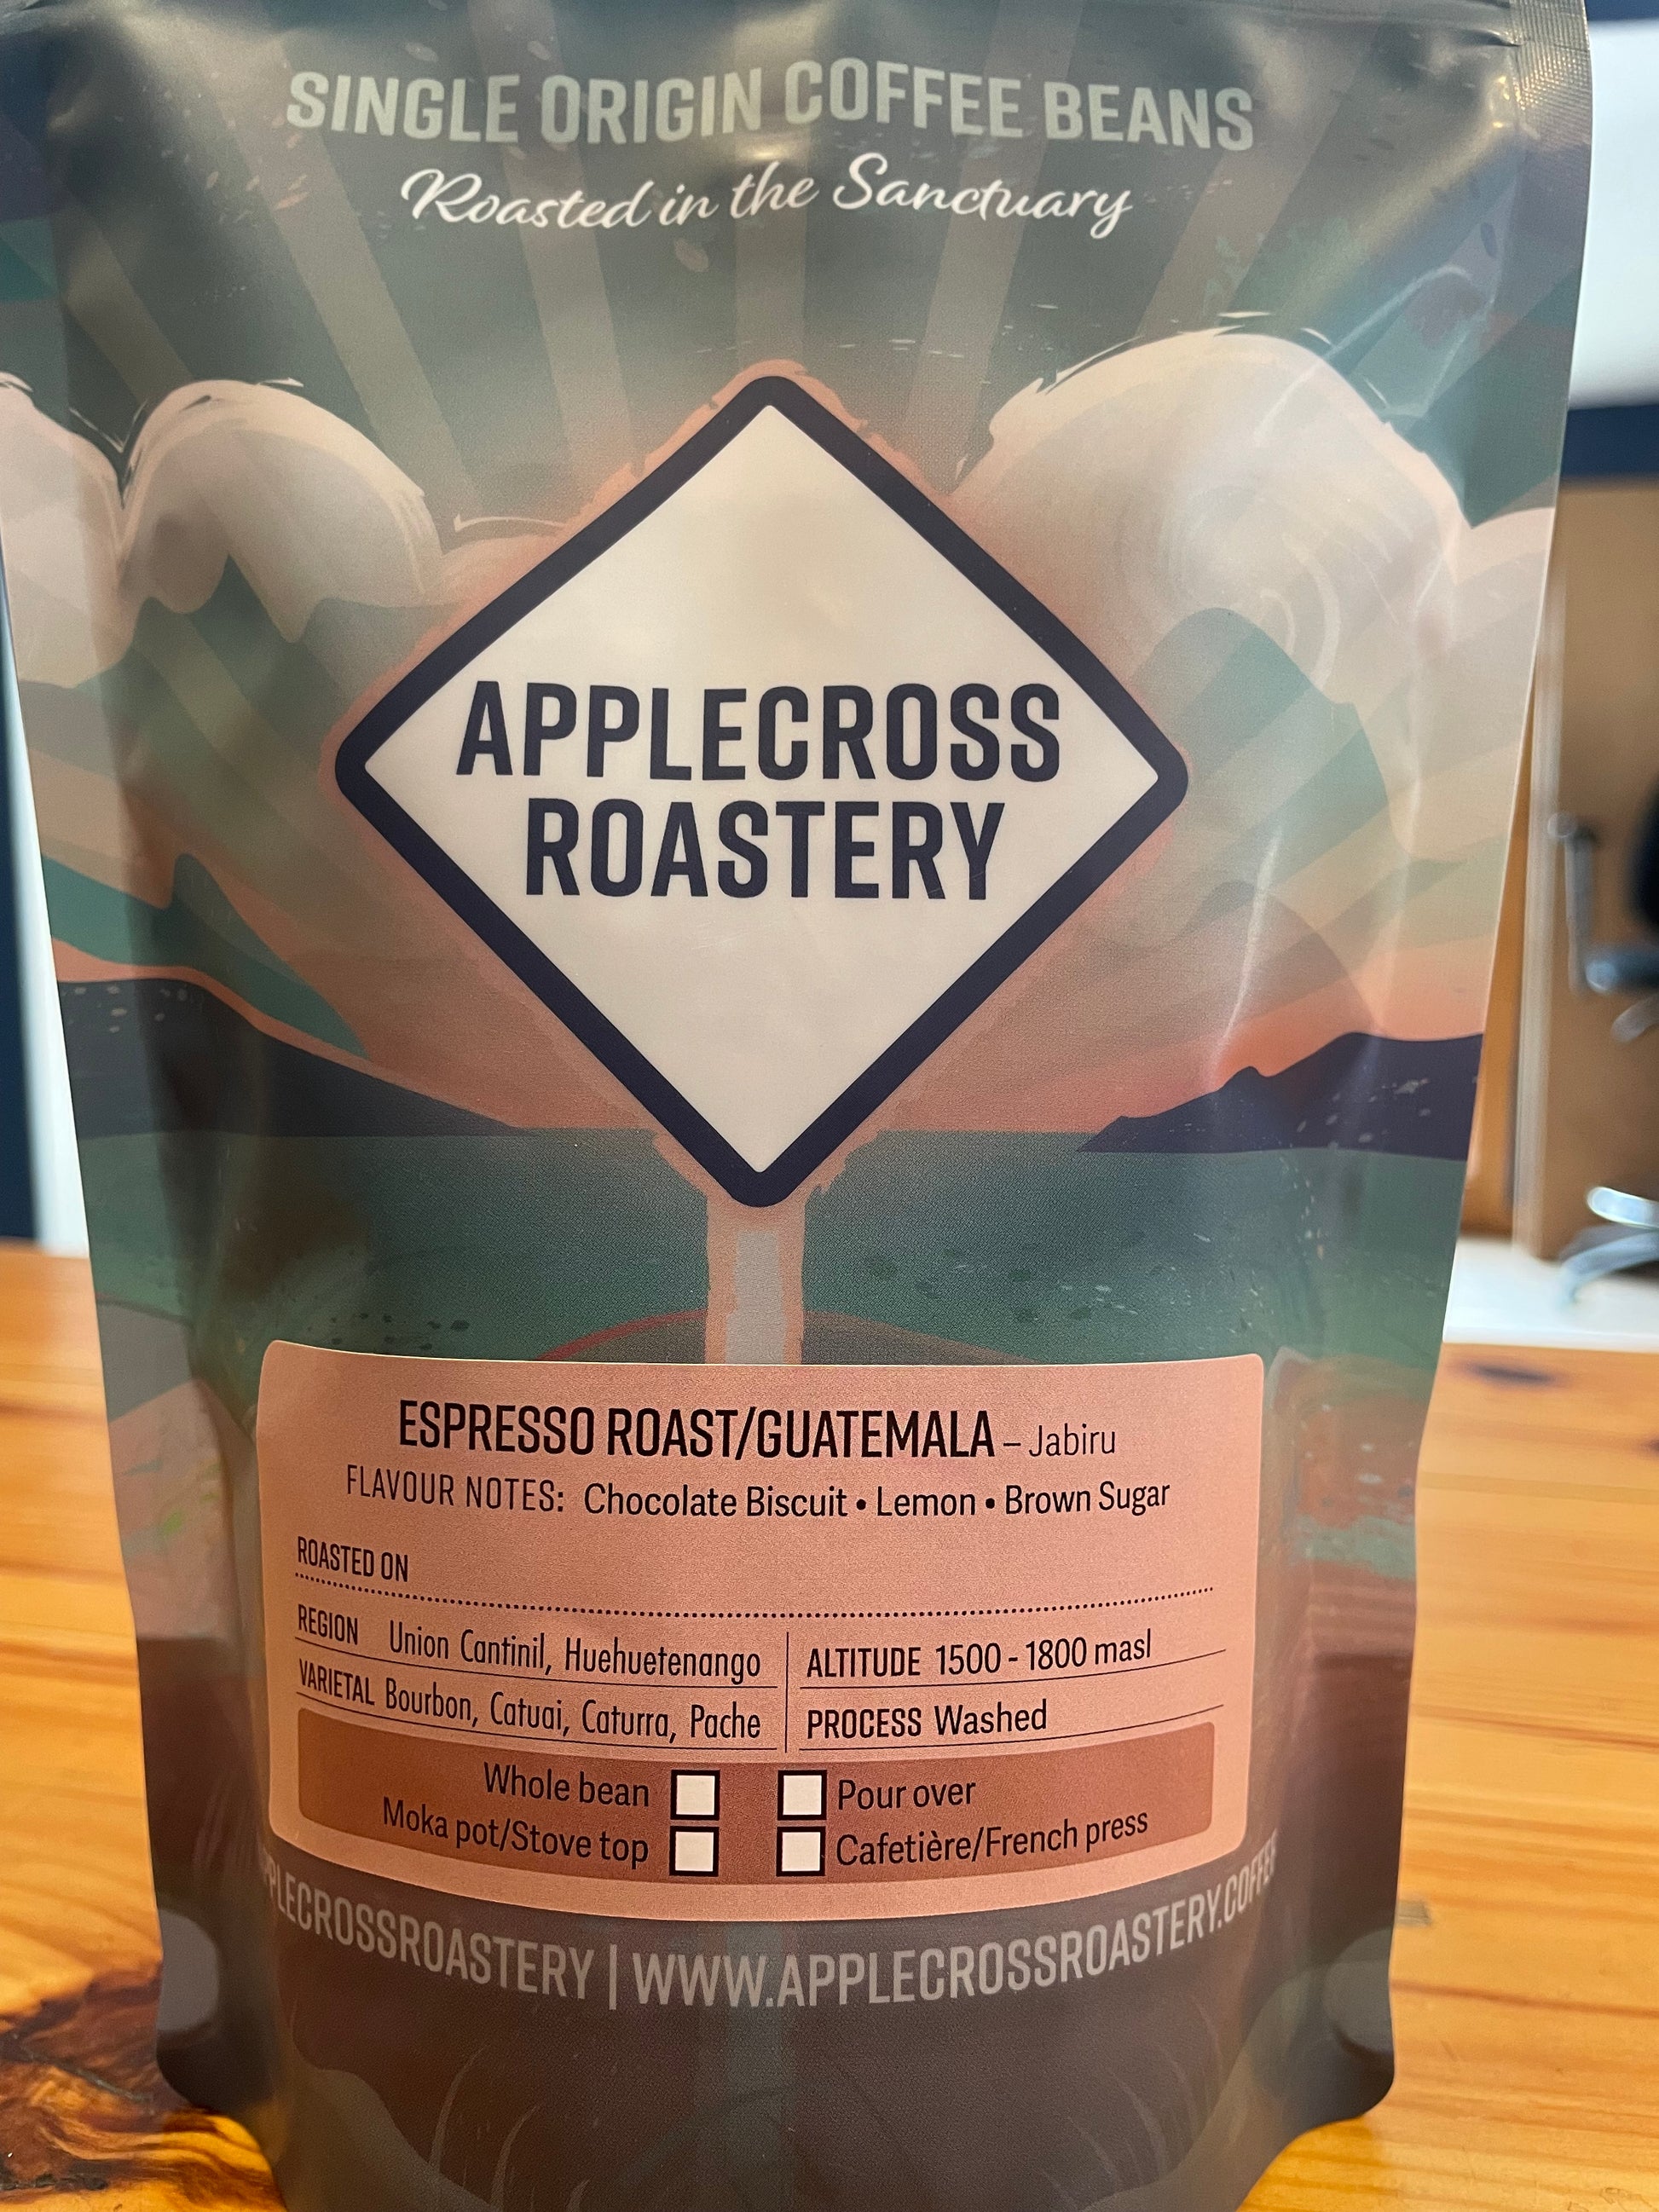 SINGLE ORIGIN COFFEE BEANS
Roasted in the Sanctuary
APPLECROSS
ROASTERY
ESPRESSO ROAST/GUATEMALA – Jabiru
FLAVOUR NOTES: Chocolate Biscuit • Lemon • Brown Sugar
ROASTED ON
REGION Union Cantinil, Huehuetenango
ALTITUDE 1500 - 1800 masl
VARIETAL Bourbon, Catuai, Caturra, Pache
PROCESS Washed
Whole bean
Pour over
Moka pot/Stove top
Cafetière/French press
PPLECROSSROASTERY | WWW.APPLECROSSROASTERY.COFFEE